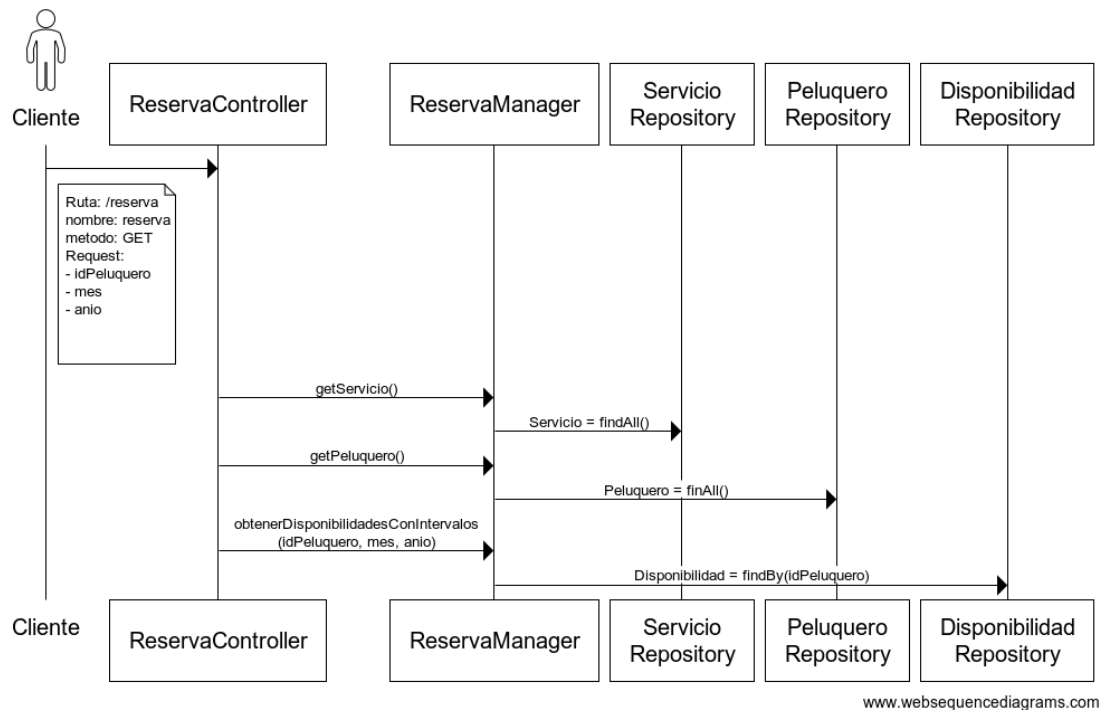 Cliente
ReservaController
ReservaManager
Servicio
Repository
Peluquero
Repository
Disponibilidad
Repository
Ruta: /reserva
nombre: reserva
metodo: GET
Request:
- idPeluquero
- mes
- anio
getServicio()
Servicio = findAll()
getPeluquero()
Peluquero = finAll()
obtenerDisponibilidadesConIntervalos
(idPeluquero, mes, anio)
Disponibilidad = findBy(idPeluquero)
Cliente
ReservaController
ReservaManager
Servicio
Repository
Peluquero
Repository
Disponibilidad
Repository
www.websequencediagrams.com